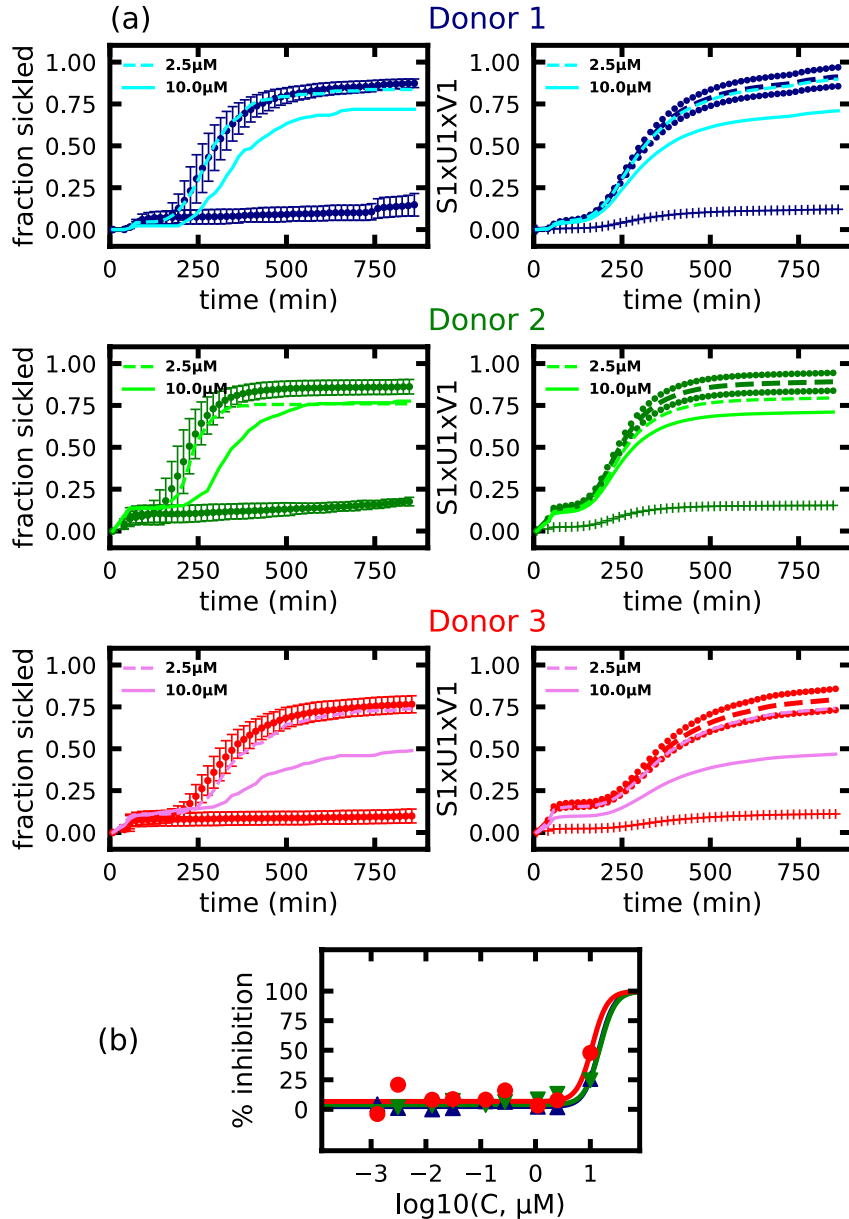 (a) Donor 1
fraction sickled
1.00
0.75
0.50
0.25
0.00
2.5µM
10.0µM
0 250 500 750
time (min)
S1xU1xV1
1.00
0.75
0.50
0.25
0.00
2.5µM
10.0µM
0 250 500 750
time (min)
Donor 2
fraction sickled
1.00
0.75
0.50
0.25
0.00
2.5µM
10.0µM
0 250 500 750
time (min)
S1xU1xV1
1.00
0.75
0.50
0.25
0.00
2.5µM
10.0µM
0 250 500 750
time (min)
Donor 3
fraction sickled
1.00
0.75
0.50
0.25
0.00
2.5µM
10.0µM
0 250 500 750
time (min)
S1xU1xV1
1.00
0.75
0.50
0.25
0.00
2.5µM
10.0µM
0 250 500 750
time (min)
(b)
% inhibition
100
75
50
25
0
−3 −2 −1 0 1
log10(C, µM)